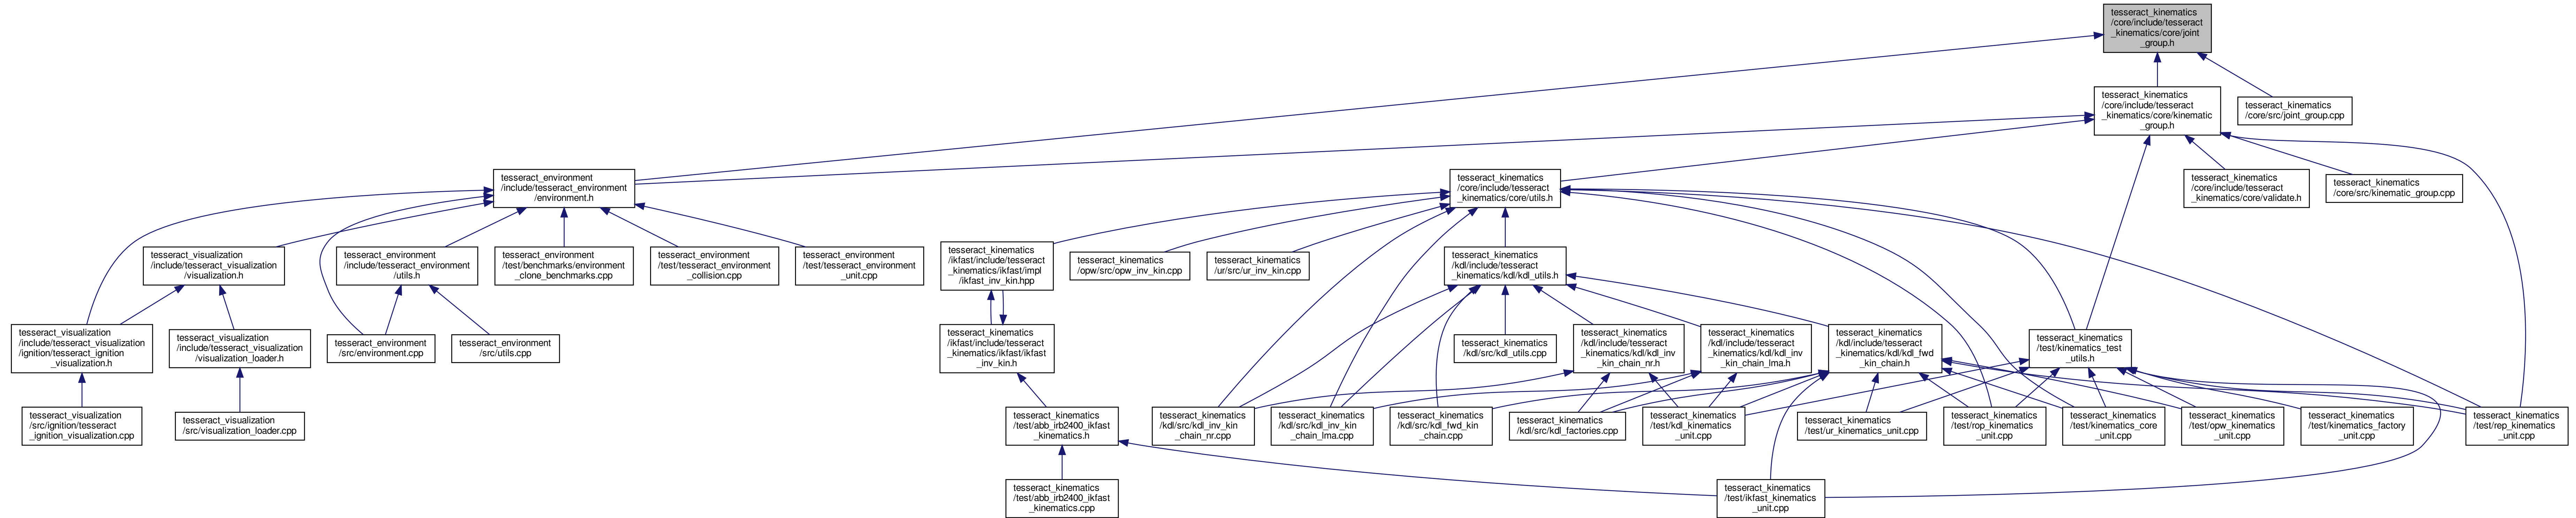 tesseract_kinematics
/core/include/tesseract
_kinematics/core/joint
_group.h
tesseract_kinematics
/core/include/tesseract
_kinematics/core/kinematic
_group.h
tesseract_kinematics
/core/src/joint_group.cpp
tesseract_environment
/include/tesseract_environment
/environment.h
tesseract_kinematics
/core/include/tesseract
_kinematics/core/utils.h
tesseract_kinematics
/core/include/tesseract
_kinematics/core/validate.h
tesseract_kinematics
/core/src/kinematic_group.cpp
tesseract_visualization
/include/tesseract_visualization
/visualization.h
tesseract_environment
/include/tesseract_environment
/utils.h
tesseract_environment
/test/benchmarks/environment
_clone_benchmarks.cpp
tesseract_environment
/test/tesseract_environment
_collision.cpp
tesseract_environment
/test/tesseract_environment
_unit.cpp
tesseract_kinematics
/ikfast/include/tesseract
_kinematics/ikfast/impl
/ikfast_inv_kin.hpp
tesseract_kinematics
/opw/src/opw_inv_kin.cpp
tesseract_kinematics
/ur/src/ur_inv_kin.cpp
tesseract_kinematics
/kdl/include/tesseract
_kinematics/kdl/kdl_utils.h
tesseract_visualization
/include/tesseract_visualization
/ignition/tesseract_ignition
_visualization.h
tesseract_visualization
/include/tesseract_visualization
/visualization_loader.h
tesseract_environment
/src/environment.cpp
tesseract_environment
/src/utils.cpp
tesseract_kinematics
/ikfast/include/tesseract
_kinematics/ikfast/ikfast
_inv_kin.h
tesseract_kinematics
/kdl/src/kdl_utils.cpp
tesseract_kinematics
/kdl/include/tesseract
_kinematics/kdl/kdl_inv
_kin_chain_nr.h
tesseract_kinematics
/kdl/include/tesseract
_kinematics/kdl/kdl_inv
_kin_chain_lma.h
tesseract_kinematics
/kdl/include/tesseract
_kinematics/kdl/kdl_fwd
_kin_chain.h
tesseract_kinematics
/test/kinematics_test
_utils.h
tesseract_visualization
/src/ignition/tesseract
_ignition_visualization.cpp
tesseract_visualization
/src/visualization_loader.cpp
tesseract_kinematics
/test/abb_irb2400_ikfast
_kinematics.h
tesseract_kinematics
/kdl/src/kdl_inv_kin
_chain_nr.cpp
tesseract_kinematics
/kdl/src/kdl_inv_kin
_chain_lma.cpp
tesseract_kinematics
/kdl/src/kdl_fwd_kin
_chain.cpp
tesseract_kinematics
/kdl/src/kdl_factories.cpp
tesseract_kinematics
/test/kdl_kinematics
_unit.cpp
tesseract_kinematics
/test/ur_kinematics_unit.cpp
tesseract_kinematics
/test/rop_kinematics
_unit.cpp
tesseract_kinematics
/test/kinematics_core
_unit.cpp
tesseract_kinematics
/test/opw_kinematics
_unit.cpp
tesseract_kinematics
/test/kinematics_factory
_unit.cpp
tesseract_kinematics
/test/rep_kinematics
_unit.cpp
tesseract_kinematics
/test/abb_irb2400_ikfast
_kinematics.cpp
tesseract_kinematics
/test/ikfast_kinematics
_unit.cpp